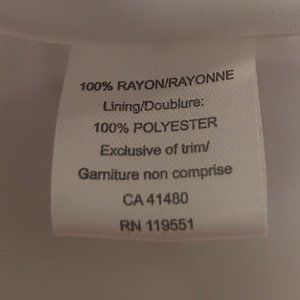 100% RAYON/RAYONNE
Lining/Doublure:
100% POLYESTER
Exclusive of trim/
Garniture non comprise
CA 41480
RN 119551